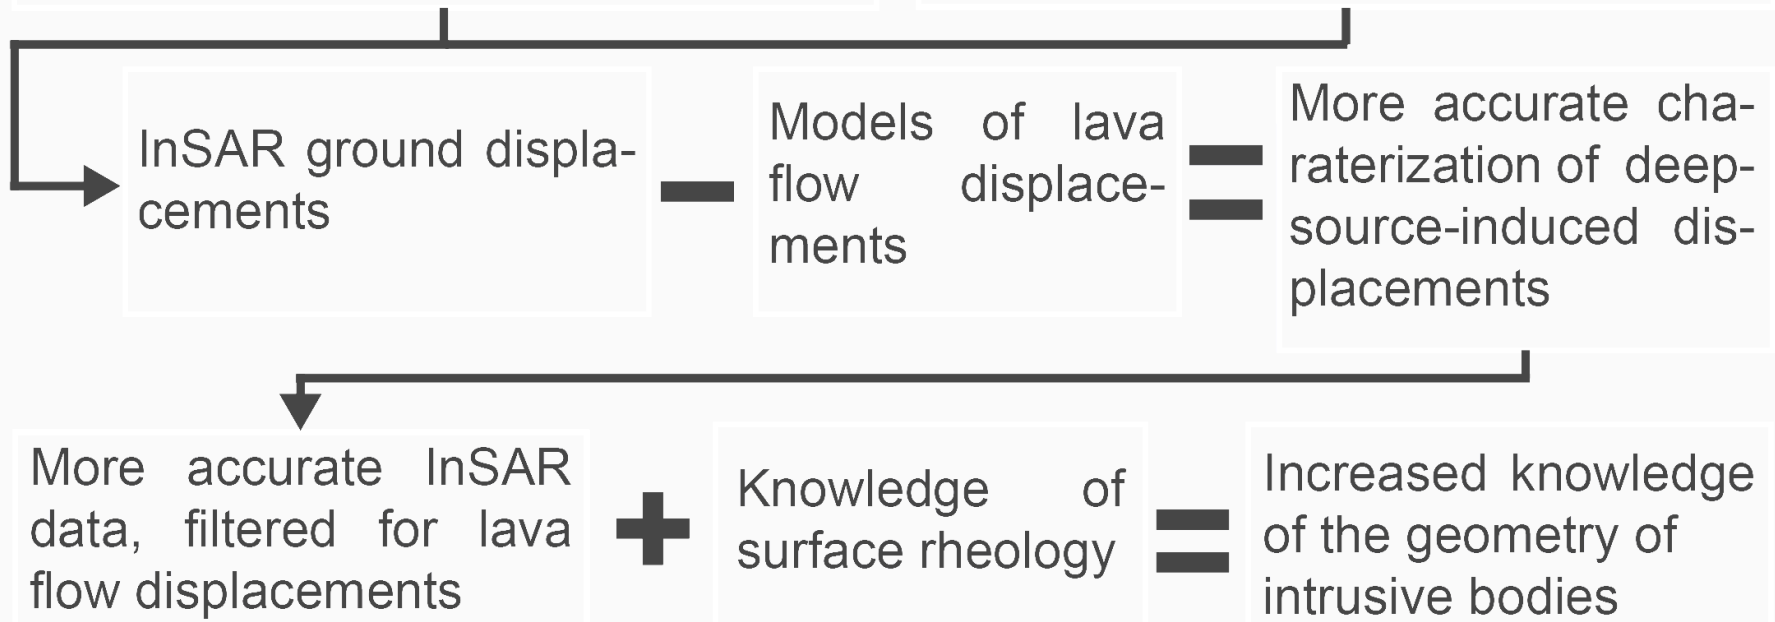 InSAR ground displa-
cements
Models of lava
flow displace-
ments
More accurate cha-
raterization of deep-
source-induced dis-
placements
More accurate InSAR
data, filtered for lava
flow displacements
Knowledge of
surface rheology
Increased knowledge
of the geometry of
intrusive bodies